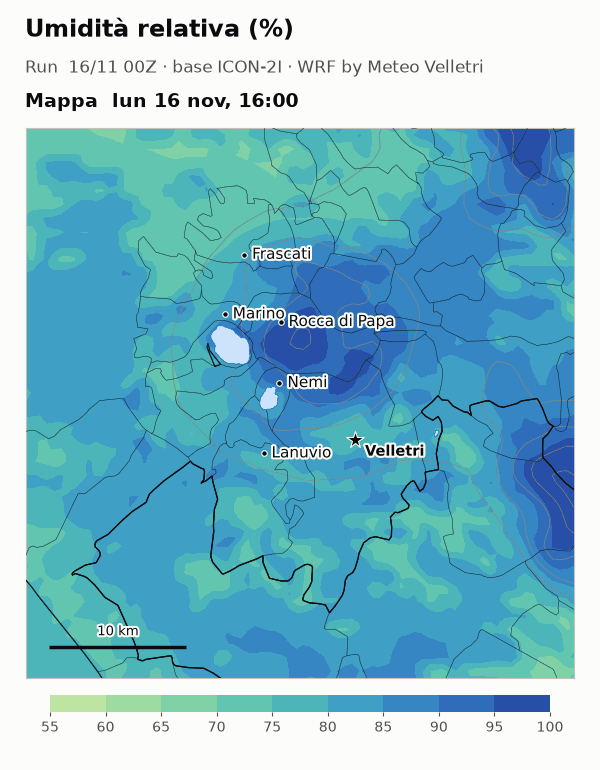 Umidità relativa (%)
Run  16/11 00Z · base ICON-2I · WRF by Meteo Velletri
Mappa  lun 16 nov, 16:00
Frascati
Marino
Rocca di Papa
Nemi
Velletri
Lanuvio
10 km
55 60 65 70 75 80 85 90 95 100